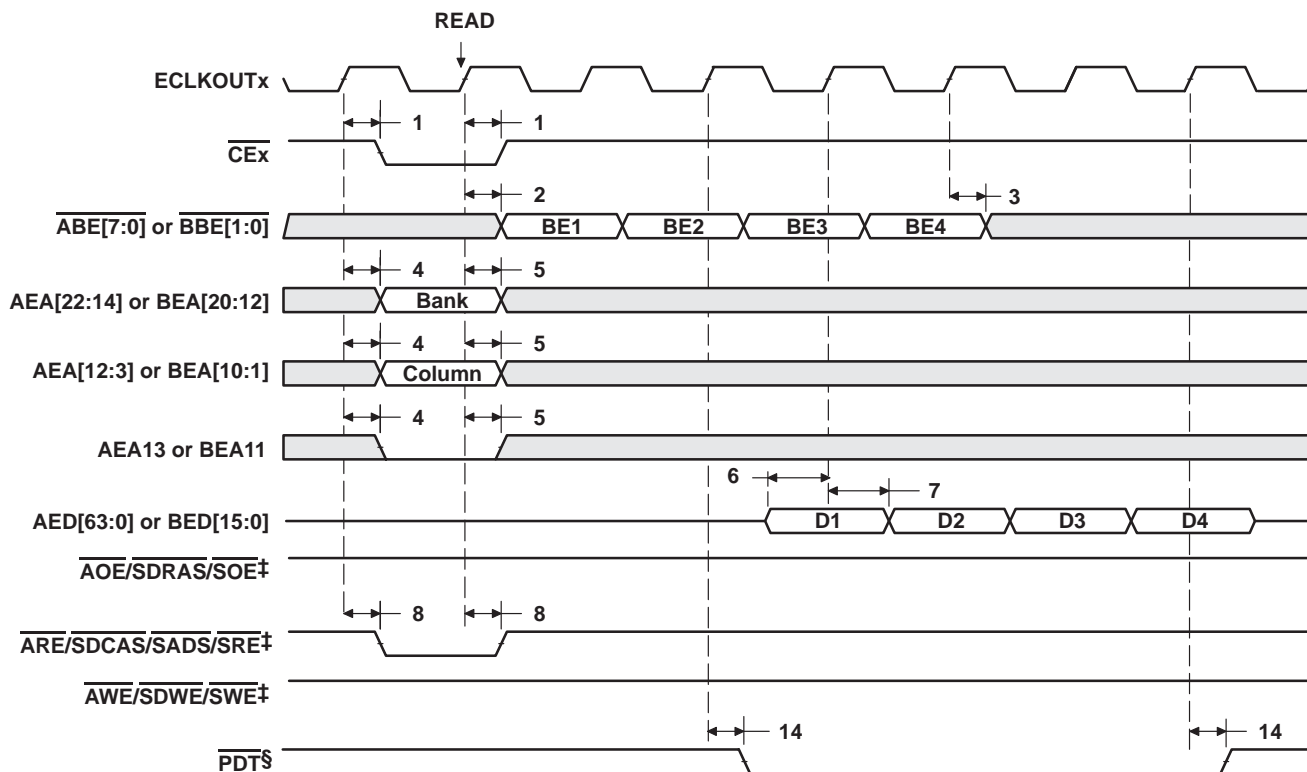 READ
ECLKOUTx
1 1
CEx
2 3
ABE[7:0] or BBE[1:0] BE1 BE2 BE3 BE4
4 5
AEA[22:14] or BEA[20:12] Bank
4 5
AEA[12:3] or BEA[10:1] Column
4 5
AEA13 or BEA11
6 7
AED[63:0] or BED[15:0] D1 D2 D3 D4
AOE/SDRAS/SOE‡
8 8
ARE/SDCAS/SADS/SRE‡
AWE/SDWE/SWE‡
14 14
PDT§